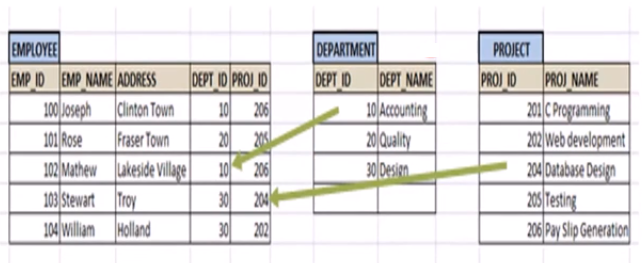 EMPLOYEE DEPARTMENT PROJECT
EMP_ID EMP_NAME ADDRESS DEPT_ID PROJ_ID DEPT_ID DEPT_NAME PROJ_ID PROJ_NAME
100 Joseph Clinton Town 10 206 10 Accounting 201 C Programming
101 Rose Fraser Town 20 205 20 Quality 202 Web development
102 Mathew Lakeside Village 10 206 30 Design 204 Database Design
103 Stewart Troy 30 204 205 Testing
104 William Holland 30 202 206 Pay Slip Generation